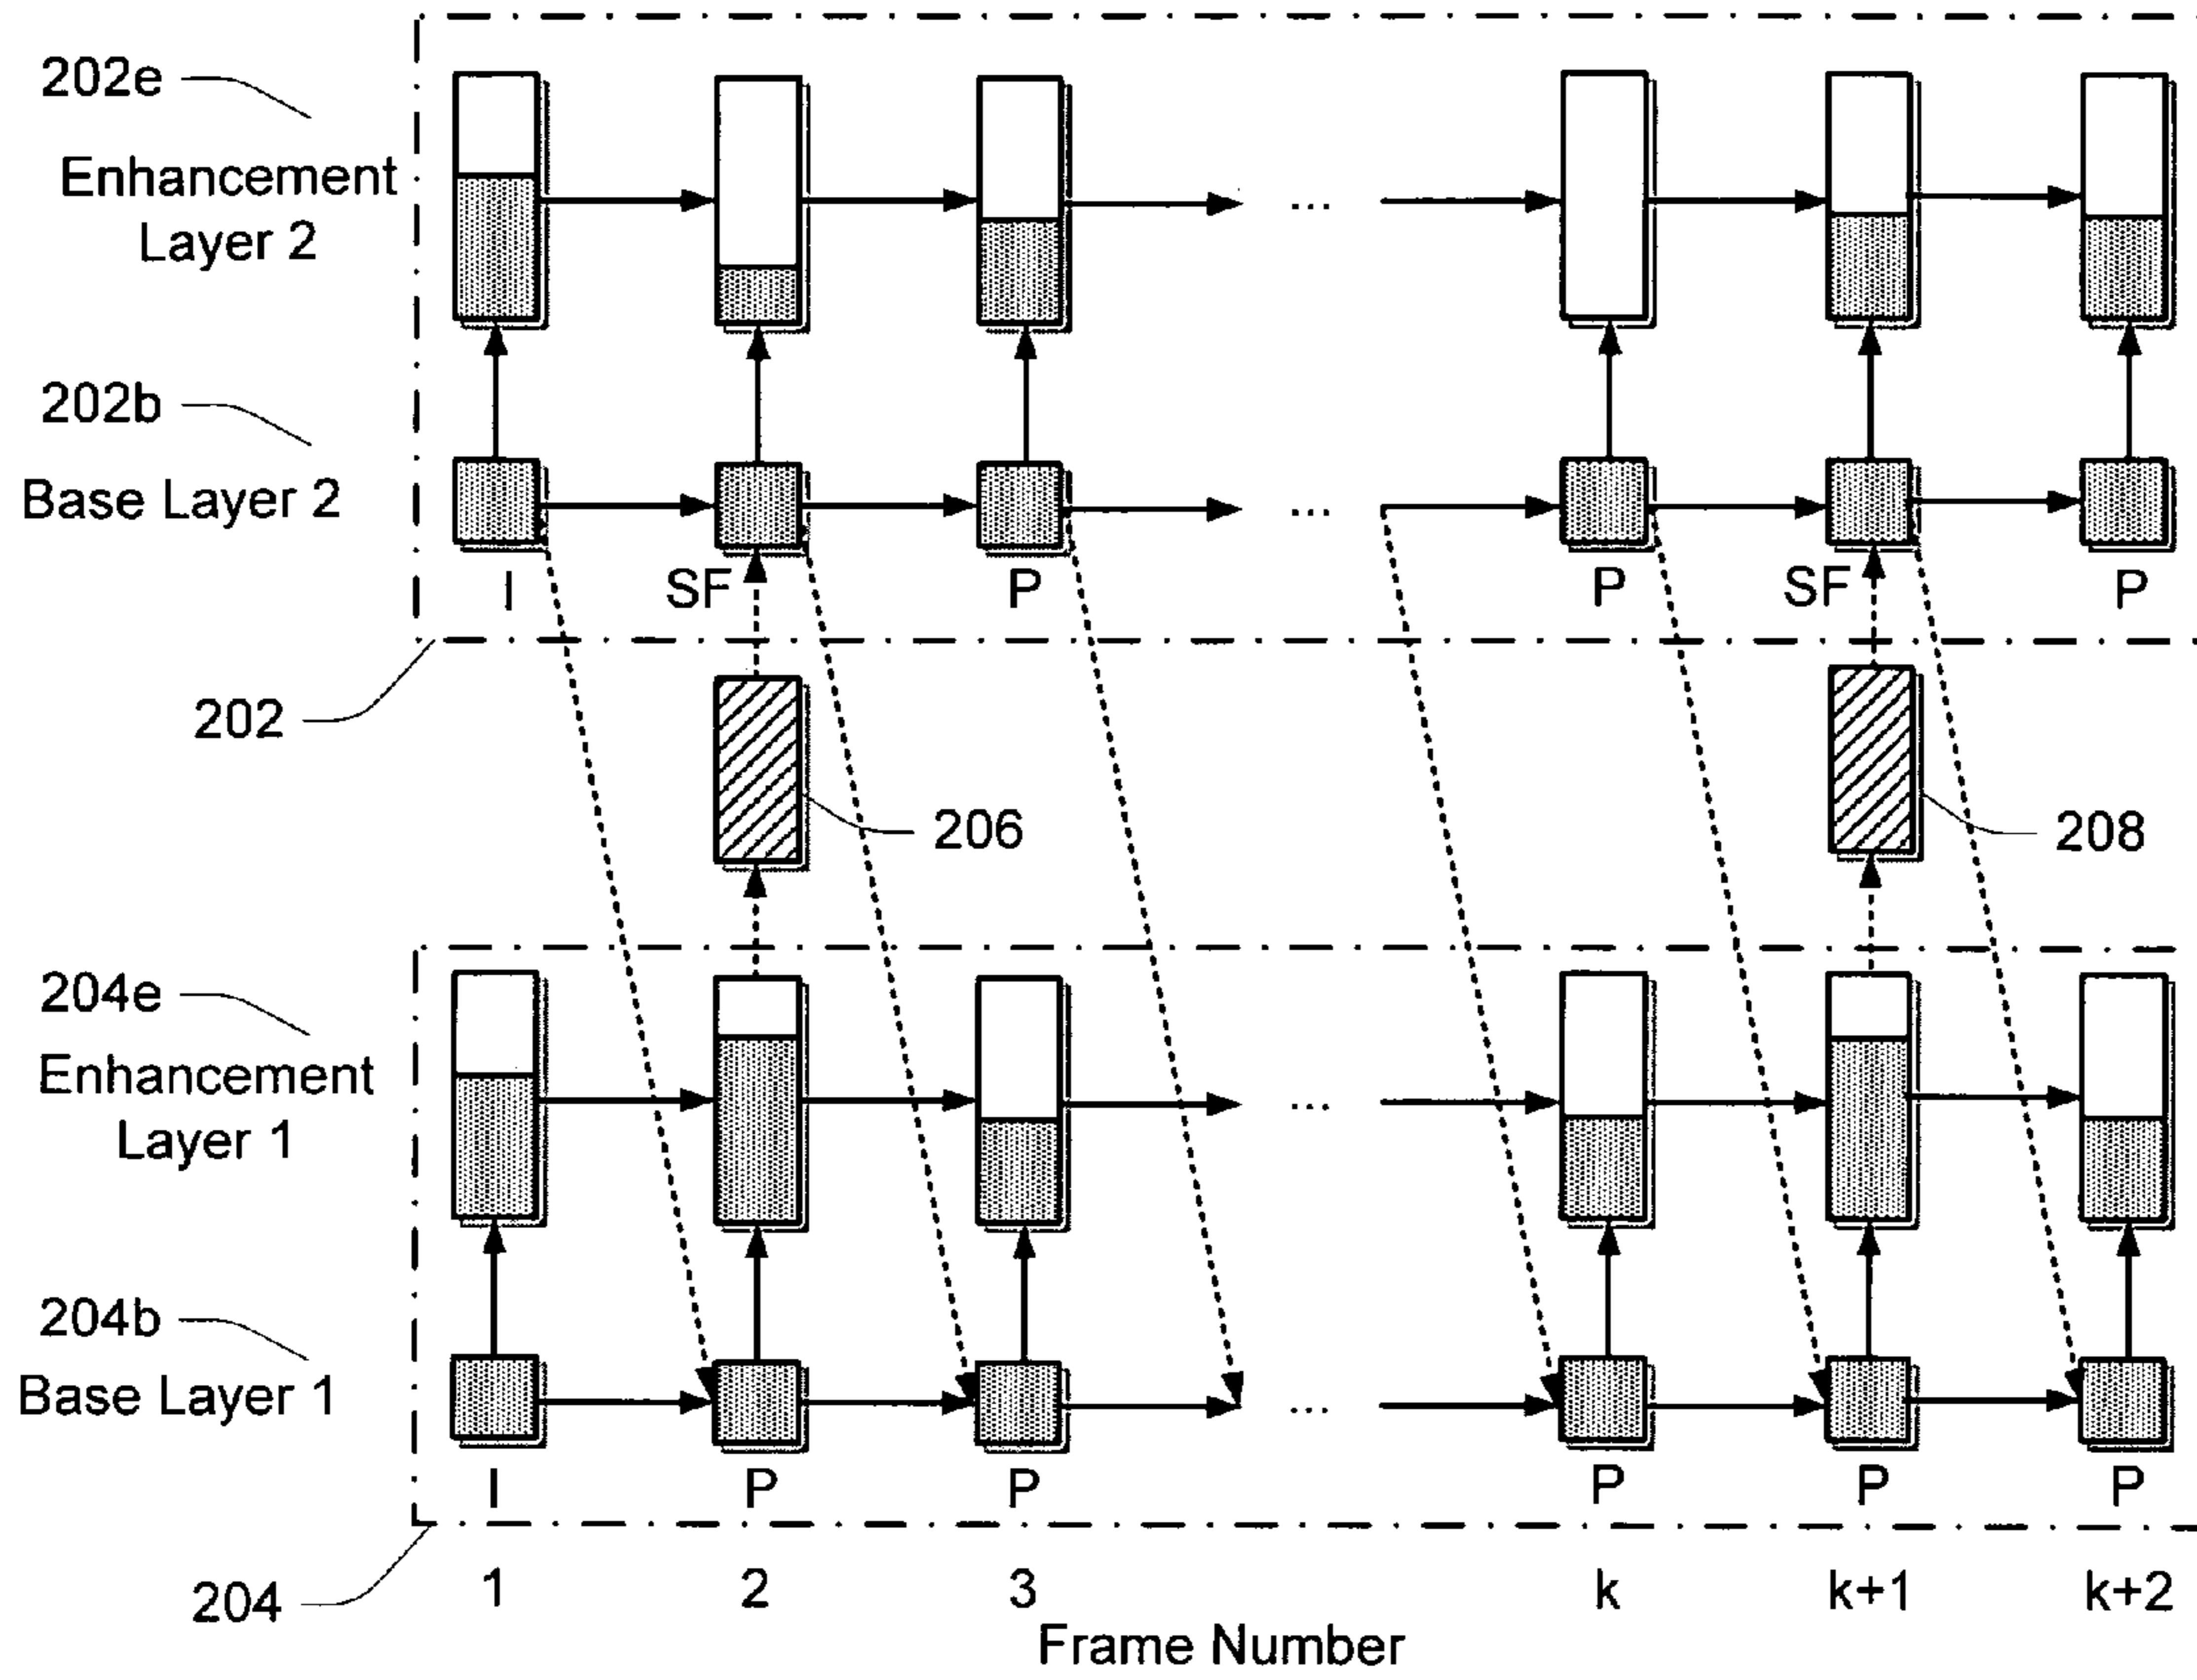 202e
Enhancement
Layer 2
...
202b
Base Layer 2
...
I SF P P SF P
202
206
208
204e
Enhancement
Layer 1
...
204b
Base Layer 1
...
I P P P P P
204
1 2 3 k k+1 k+2
Frame Number